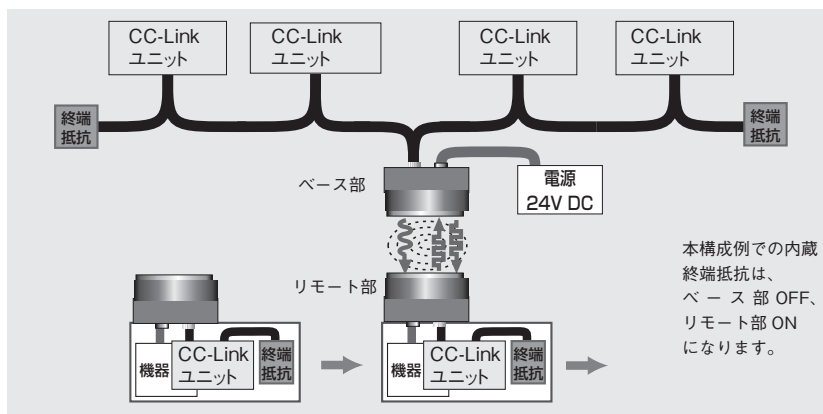 CC-Link
ユニット
CC-Link
ユニット
CC-Link
ユニット
CC-Link
ユニット
終端
抵抗
終端
抵抗
ベース部
電源
24V DC
リモート部
本構成例での内蔵
終端抵抗は、
ベ ー ス 部 OFF、
リモート部 ON
になります。
機器
CC-Link
ユニット
終端
抵抗
機器
CC-Link
ユニット
終端
抵抗